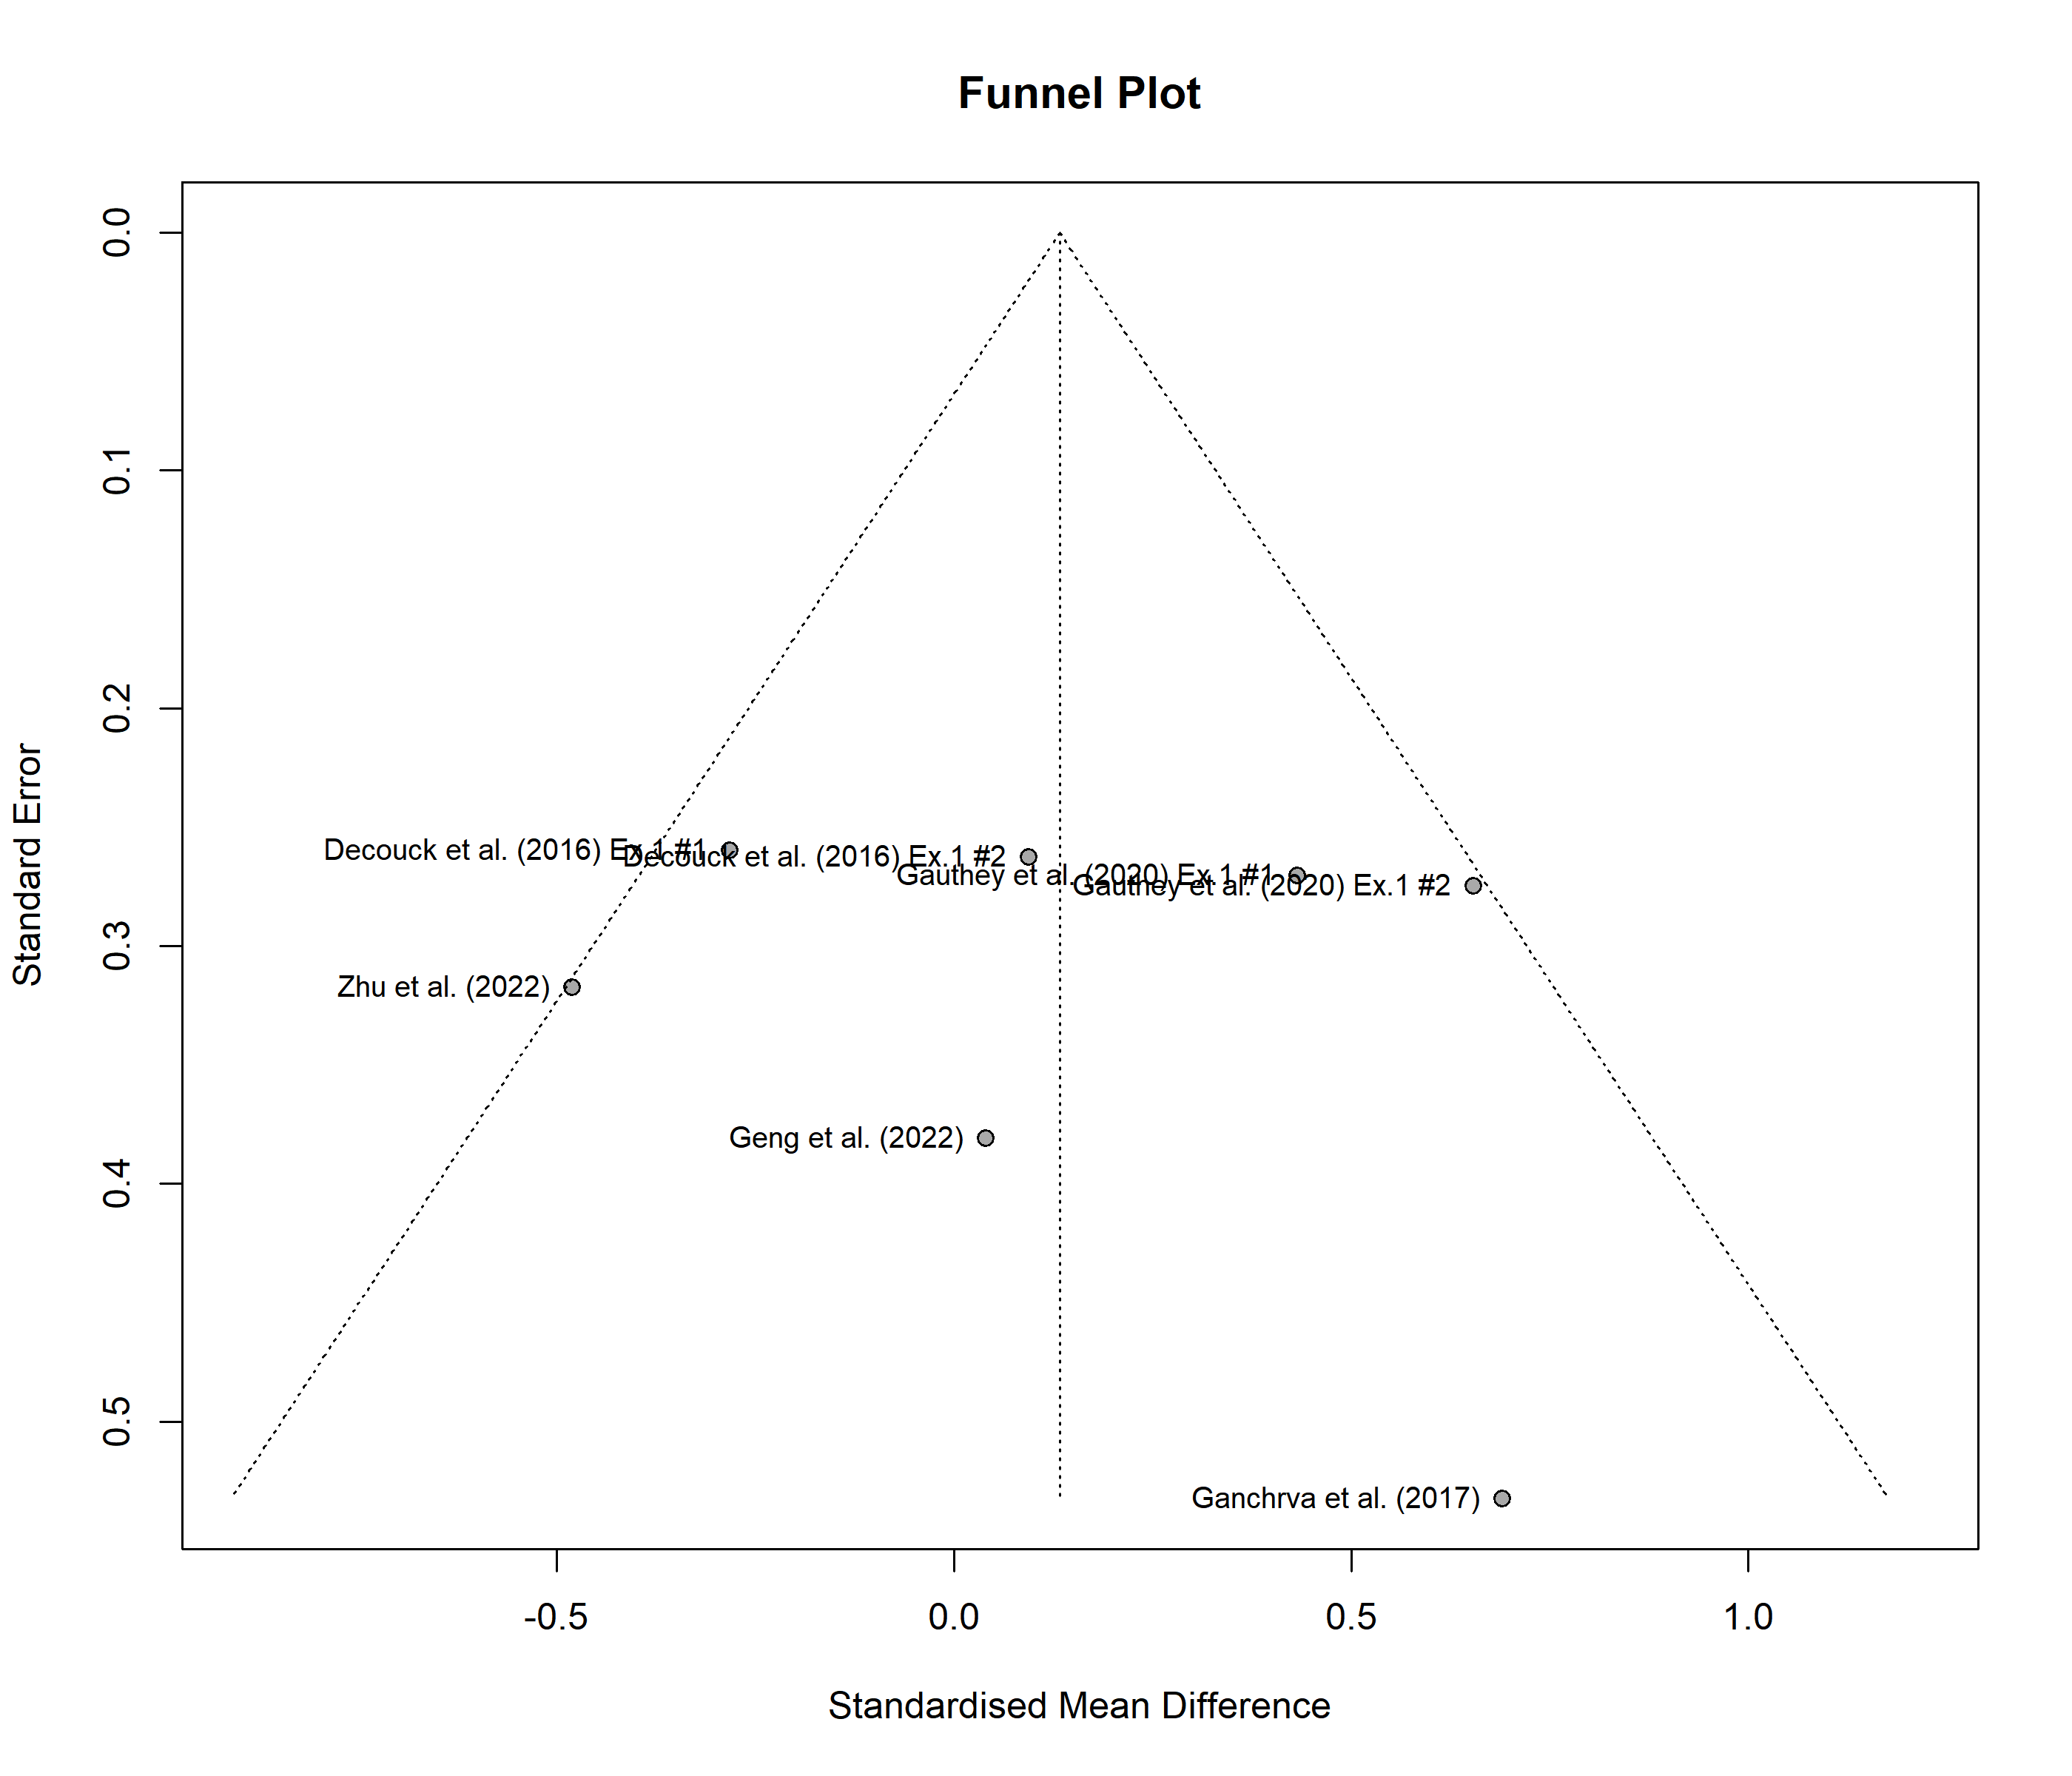 Funnel Plot
Standard Error
0.0
0.1
0.2
0.3
0.4
0.5
Decouck et al. (2016) Ex.1 #1
Decouck et al. (2016) Ex.1 #2
Gauthey et al. (2020) Ex.1 #1
Gauthey et al. (2020) Ex.1 #2
Zhu et al. (2022)
Geng et al. (2022)
Ganchrva et al. (2017)
-0.5
0.0
0.5
1.0
Standardised Mean Difference